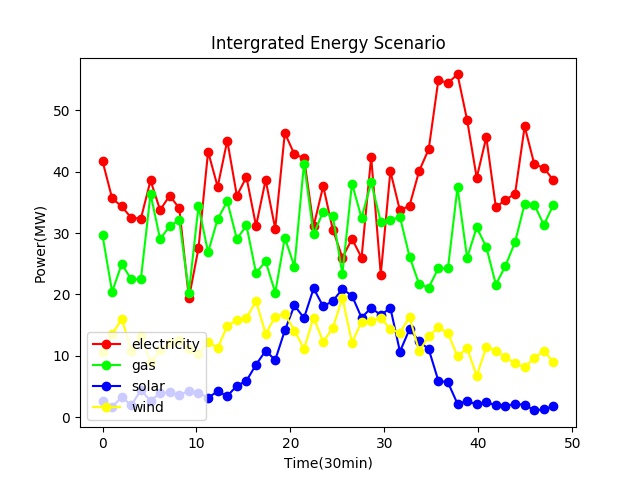 Intergrated Energy Scenario
Power(MW)
50
40
30
20
10
0
electricity
gas
solar
wind
0 10 20 30 40 50
Time(30min)